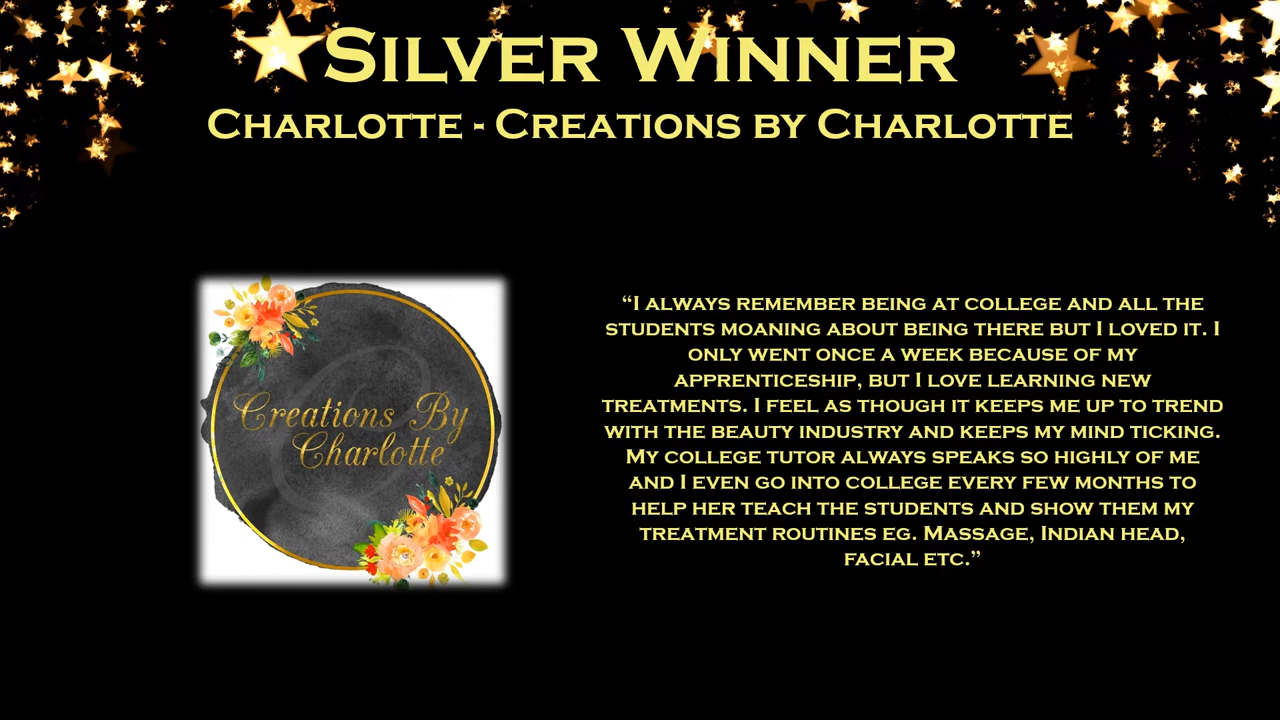 Silver Winner
Charlotte - Creations by Charlotte
Creations By
Charlotte
“I always remember being at college and all the
students moaning about being there but I loved it. I
only went once a week because of my
apprenticeship, but I love learning new
treatments. I feel as though it keeps me up to trend
with the beauty industry and keeps my mind ticking.
My college tutor always speaks so highly of me
and I even go into college every few months to
help her teach the students and show them my
treatment routines eg. Massage, Indian head,
facial etc.”